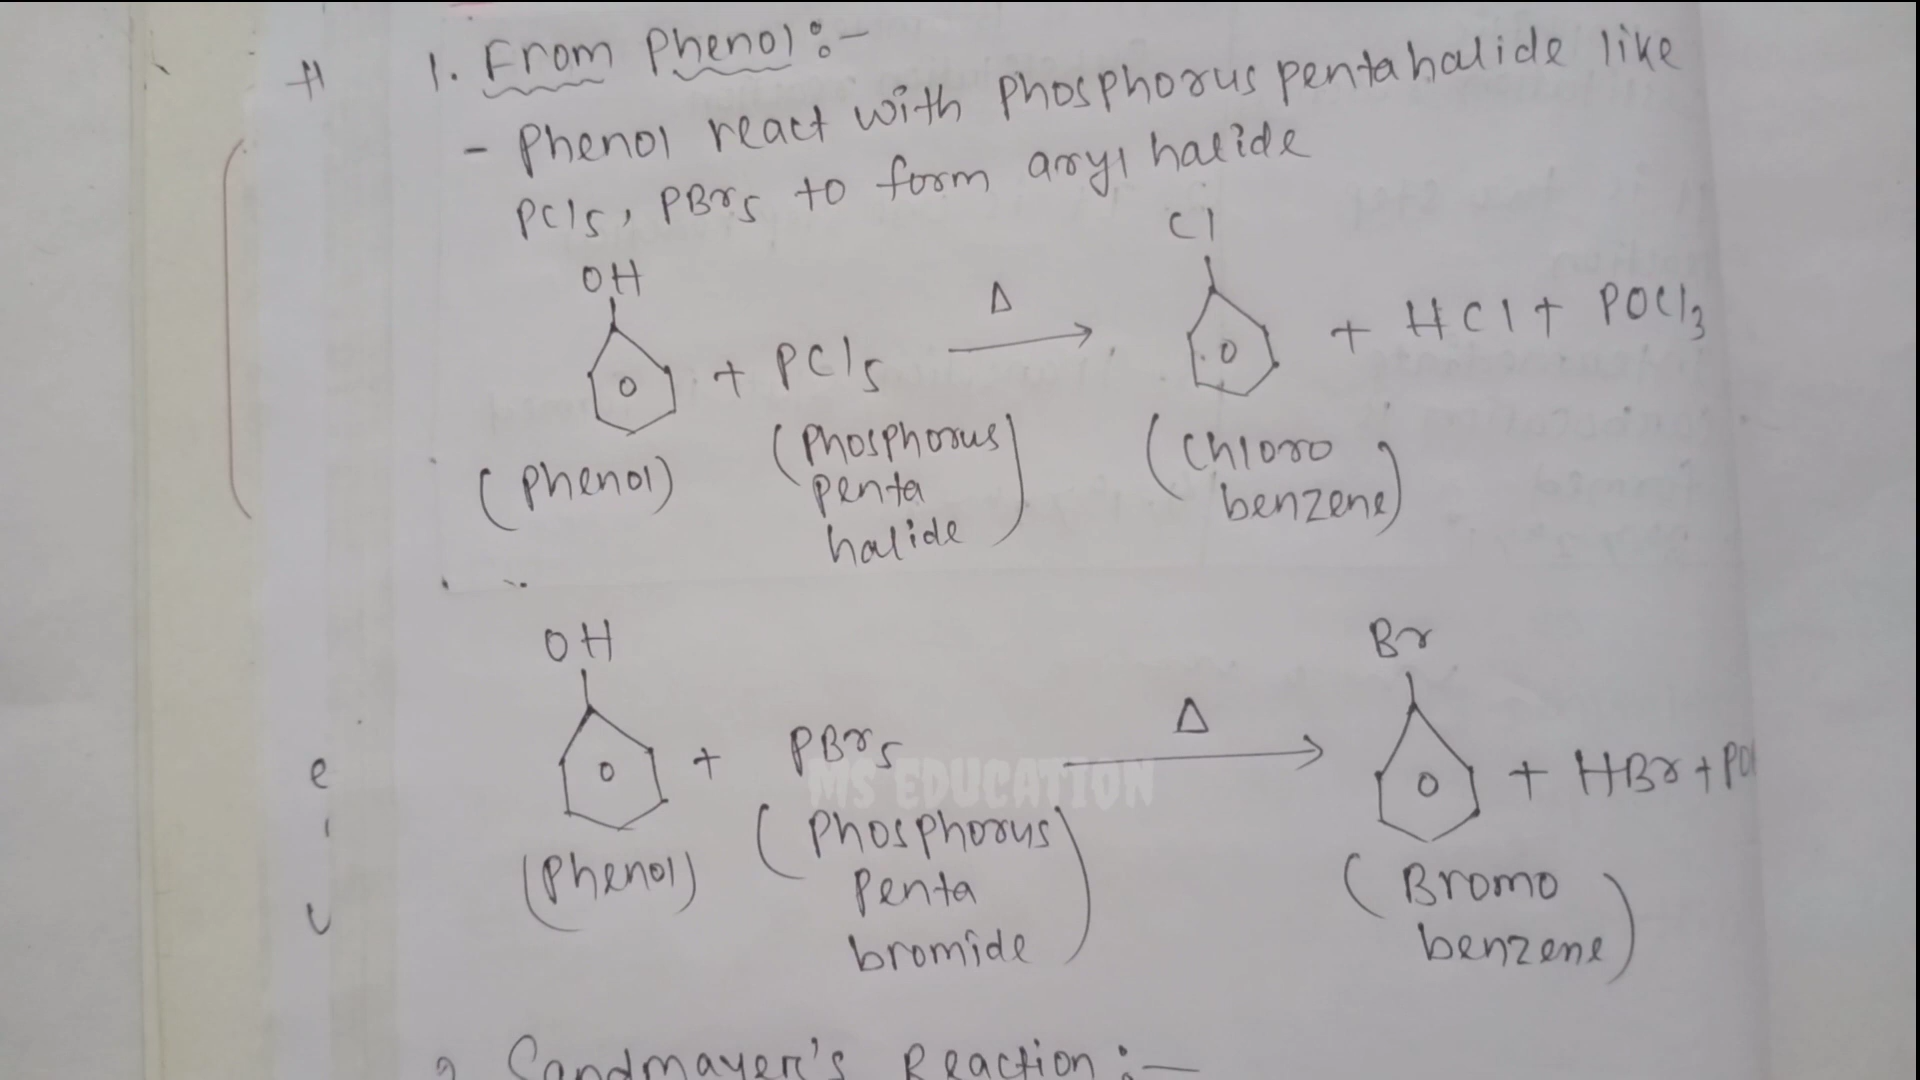 1. From Phenol :-
- Phenol react with phosphorus pentahalide like
PCl5, PBr5 to form aryl halide
OH
Cl
+ PCl5
Δ
+ HCl + POCl3
(Phenol)
(Phosphorus
penta
halide)
(Chloro
benzene)
OH
Br
+ PBr5
Δ
+ HBr + PO
MS EDUCATION
(Phenol)
(Phosphorus
Penta
bromide)
(Bromo
benzene)
2. Sandmayer's Reaction :-